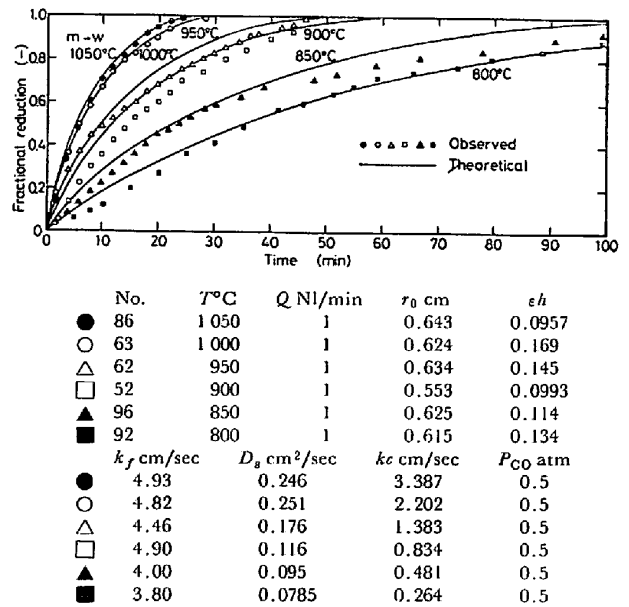 1.0
0.8
0.6
0.4
0.2
0
Fractional reduction (-)
m→w
1050°C
1000°C
950°C
900°C
850°C
800°C
● ○ △ □ ▲ ■ Observed
Theoretical
0 10 20 30 40 50 60 70 80 90 100
Time (min)
No. T°C Q Nl/min r₀ cm εh
● 86 1 050 1 0.643 0.0957
○ 63 1 000 1 0.624 0.169
△ 62 950 1 0.634 0.145
□ 52 900 1 0.553 0.0993
▲ 96 850 1 0.625 0.114
■ 92 800 1 0.615 0.134
k_f cm/sec D_s cm²/sec kc cm/sec P_CO atm
● 4.93 0.246 3.387 0.5
○ 4.82 0.251 2.202 0.5
△ 4.46 0.176 1.383 0.5
□ 4.90 0.116 0.834 0.5
▲ 4.00 0.095 0.481 0.5
■ 3.80 0.0785 0.264 0.5